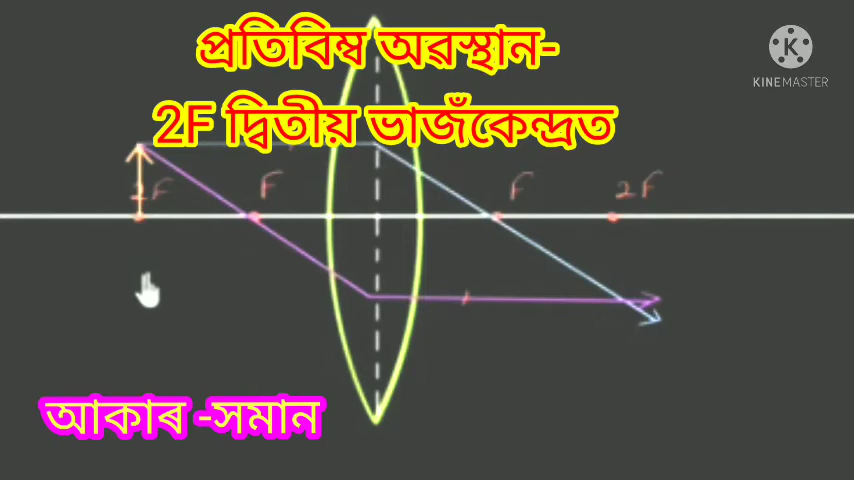 প্ৰতিবিম্ব অৱস্থান-
2F দ্বিতীয় ভাজঁকেন্দ্ৰত
K
KINEMASTER
2F F F 2F
আকাৰ -সমান